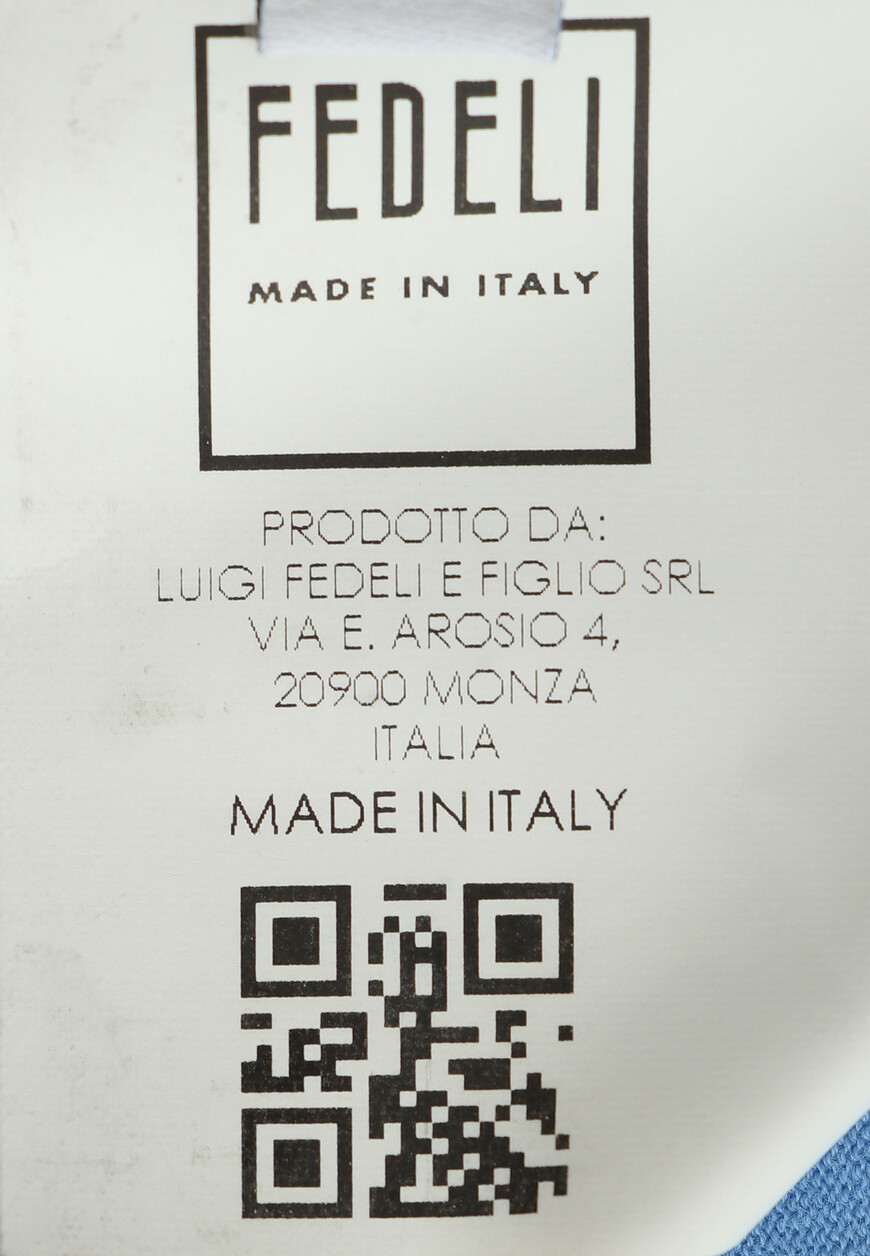 FEDELI
MADE IN ITALY
PRODOTTO DA:
LUIGI FEDELI E FIGLIO SRL
VIA E. AROSIO 4,
20900 MONZA
ITALIA
MADE IN ITALY